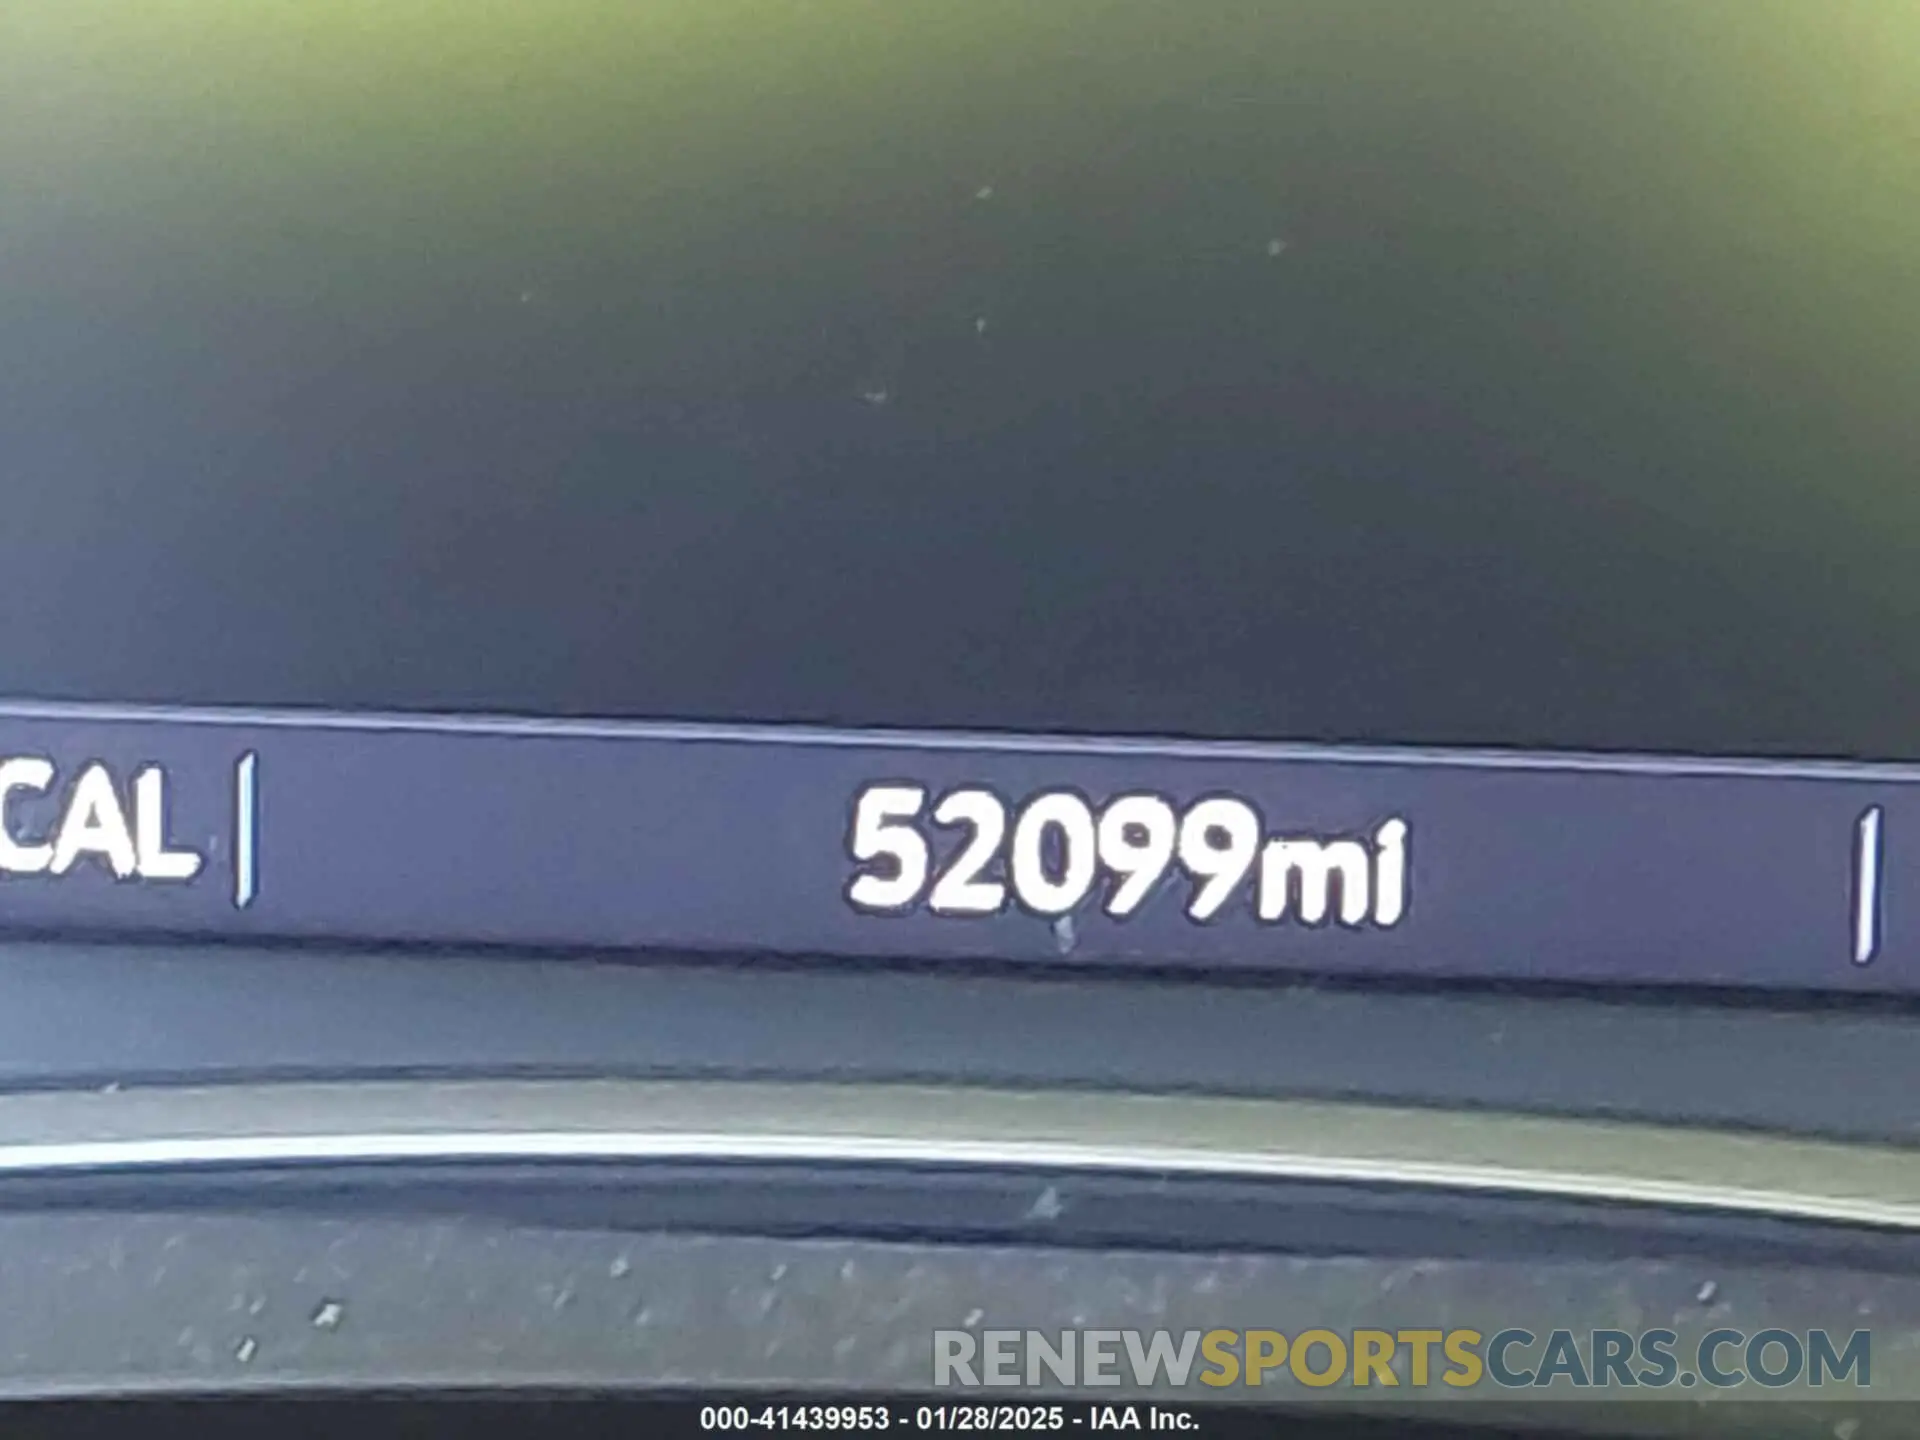 CAL | 52099mi |
RENEWSPORTSCARS.COM
000-41439953 - 01/28/2025 - IAA Inc.